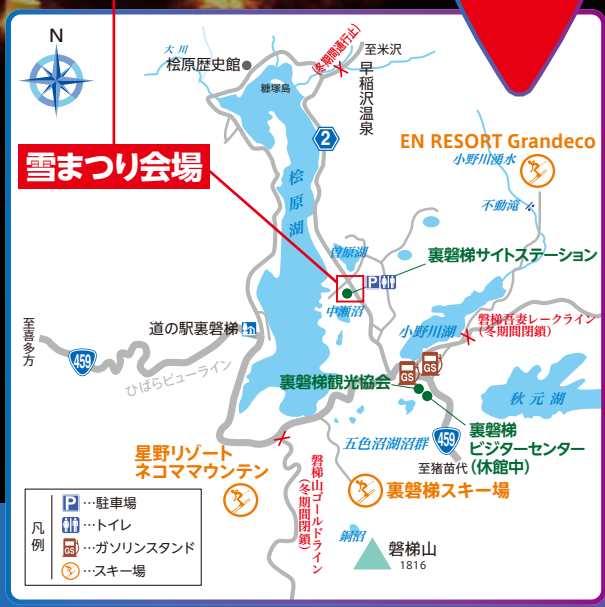 N
大川
桧原歴史館
(冬期間通行止)
至米沢
早稲沢温泉
糠塚島
2
EN RESORT Grandeco
小野川湧水
不動滝
雪まつり会場
桧原湖
曽原湖
裏磐梯サイトステーション
P
中瀬沼
小野川湖
磐梯吾妻レークライン
(冬期間閉鎖)
至喜多方
459
道の駅裏磐梯
ひばらビューライン
GS
GS
裏磐梯観光協会
秋元湖
裏磐梯
ビジターセンター
(休館中)
459
至猪苗代
五色沼湖沼群
星野リゾート
ネコママウンテン
磐梯山ゴールドライン
(冬期間閉鎖)
裏磐梯スキー場
銅沼
磐梯山
1816
凡例
P…駐車場
…トイレ
GS…ガソリンスタンド
…スキー場